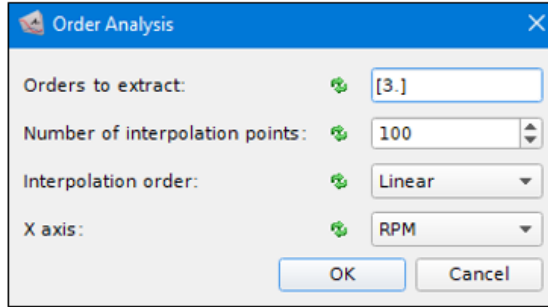 Order Analysis
Orders to extract: [3.]
Number of interpolation points: 100
Interpolation order: Linear
X axis: RPM
OK Cancel